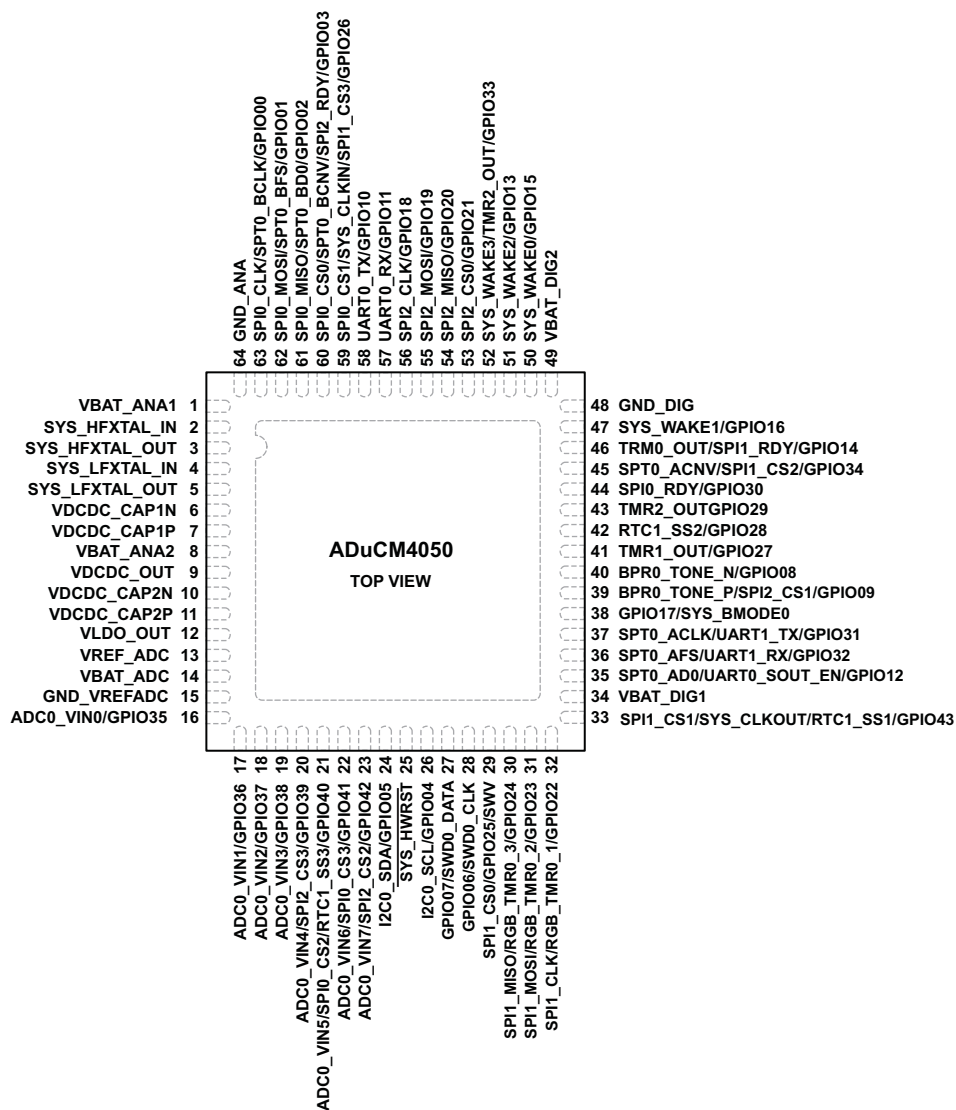 64 GND_ANA
63 SPI0_CLK/SPT0_BCLK/GPIO00
62 SPI0_MOSI/SPT0_BFS/GPIO01
61 SPI0_MISO/SPT0_BD0/GPIO02
60 SPI0_CS0/SPT0_BCNV/SPI2_RDY/GPIO03
59 SPI0_CS1/SYS_CLKIN/SPI1_CS3/GPIO26
58 UART0_TX/GPIO10
57 UART0_RX/GPIO11
56 SPI2_CLK/GPIO18
55 SPI2_MOSI/GPIO19
54 SPI2_MISO/GPIO20
53 SPI2_CS0/GPIO21
52 SYS_WAKE3/TMR2_OUT/GPIO33
51 SYS_WAKE2/GPIO13
50 SYS_WAKE0/GPIO15
49 VBAT_DIG2
VBAT_ANA1 1
SYS_HFXTAL_IN 2
SYS_HFXTAL_OUT 3
SYS_LFXTAL_IN 4
SYS_LFXTAL_OUT 5
VDCDC_CAP1N 6
VDCDC_CAP1P 7
VBAT_ANA2 8
VDCDC_OUT 9
VDCDC_CAP2N 10
VDCDC_CAP2P 11
VLDO_OUT 12
VREF_ADC 13
VBAT_ADC 14
GND_VREFADC 15
ADC0_VIN0/GPIO35 16
ADuCM4050
TOP VIEW
48 GND_DIG
47 SYS_WAKE1/GPIO16
46 TRM0_OUT/SPI1_RDY/GPIO14
45 SPT0_ACNV/SPI1_CS2/GPIO34
44 SPI0_RDY/GPIO30
43 TMR2_OUTGPIO29
42 RTC1_SS2/GPIO28
41 TMR1_OUT/GPIO27
40 BPR0_TONE_N/GPIO08
39 BPR0_TONE_P/SPI2_CS1/GPIO09
38 GPIO17/SYS_BMODE0
37 SPT0_ACLK/UART1_TX/GPIO31
36 SPT0_AFS/UART1_RX/GPIO32
35 SPT0_AD0/UART0_SOUT_EN/GPIO12
34 VBAT_DIG1
33 SPI1_CS1/SYS_CLKOUT/RTC1_SS1/GPIO43
ADC0_VIN1/GPIO36 17
ADC0_VIN2/GPIO37 18
ADC0_VIN3/GPIO38 19
ADC0_VIN4/SPI2_CS3/GPIO39 20
ADC0_VIN5/SPI0_CS2/RTC1_SS3/GPIO40 21
ADC0_VIN6/SPI0_CS3/GPIO41 22
ADC0_VIN7/SPI2_CS2/GPIO42 23
I2C0_SDA/GPIO05 24
SYS_HWRST 25
I2C0_SCL/GPIO04 26
GPIO07/SWD0_DATA 27
GPIO06/SWD0_CLK 28
SPI1_CS0/GPIO25/SWV 29
SPI1_MISO/RGB_TMR0_3/GPIO24 30
SPI1_MOSI/RGB_TMR0_2/GPIO23 31
SPI1_CLK/RGB_TMR0_1/GPIO22 32